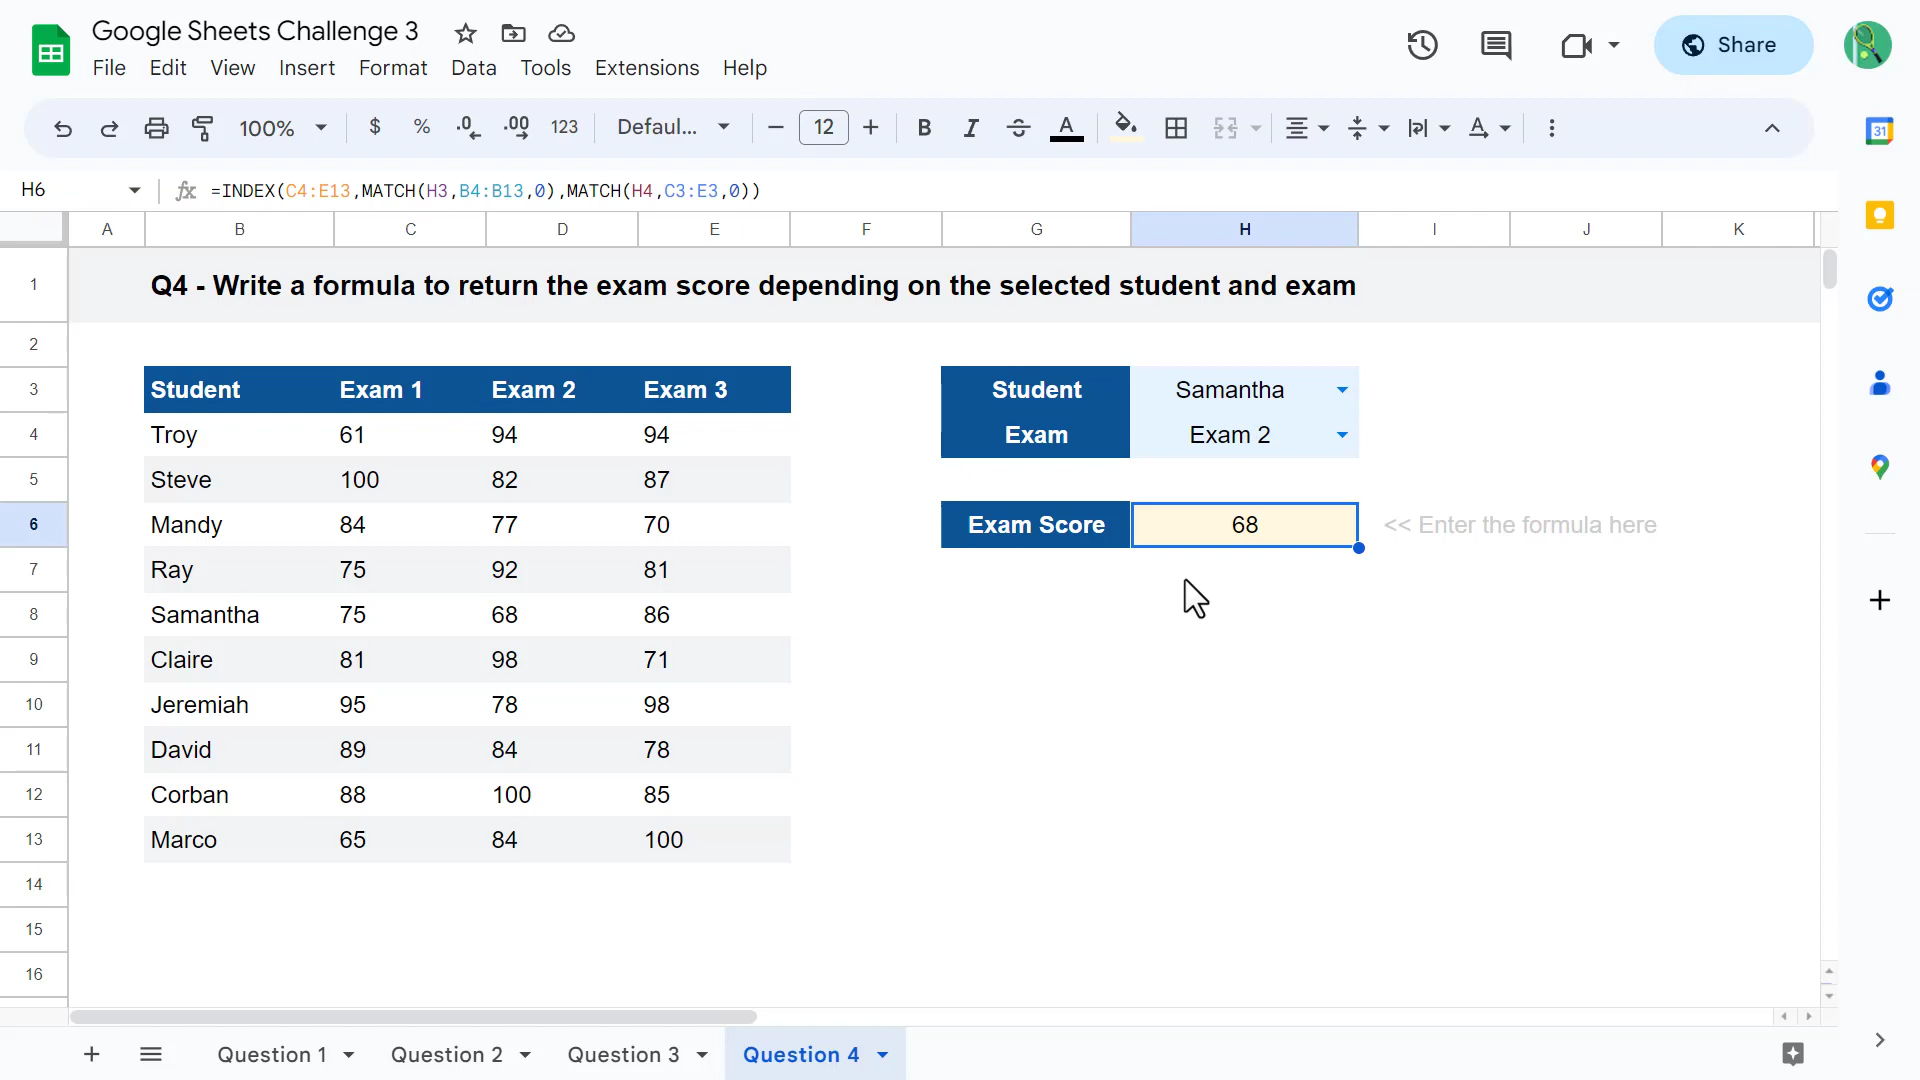 Google Sheets Challenge 3
File Edit View Insert Format Data Tools Extensions Help
Share
100% $ % .0 .00 123 Defaul... 12 B I S A A
31
H6 fx =INDEX(C4:E13,MATCH(H3,B4:B13,0),MATCH(H4,C3:E3,0))
A B C D E F G H I J K
1 Q4 - Write a formula to return the exam score depending on the selected student and exam
2
3 Student Exam 1 Exam 2 Exam 3 Student Samantha
4 Troy 61 94 94 Exam Exam 2
5 Steve 100 82 87
6 Mandy 84 77 70 Exam Score 68 << Enter the formula here
7 Ray 75 92 81
8 Samantha 75 68 86
9 Claire 81 98 71
10 Jeremiah 95 78 98
11 David 89 84 78
12 Corban 88 100 85
13 Marco 65 84 100
14
15
16
Question 1 Question 2 Question 3 Question 4